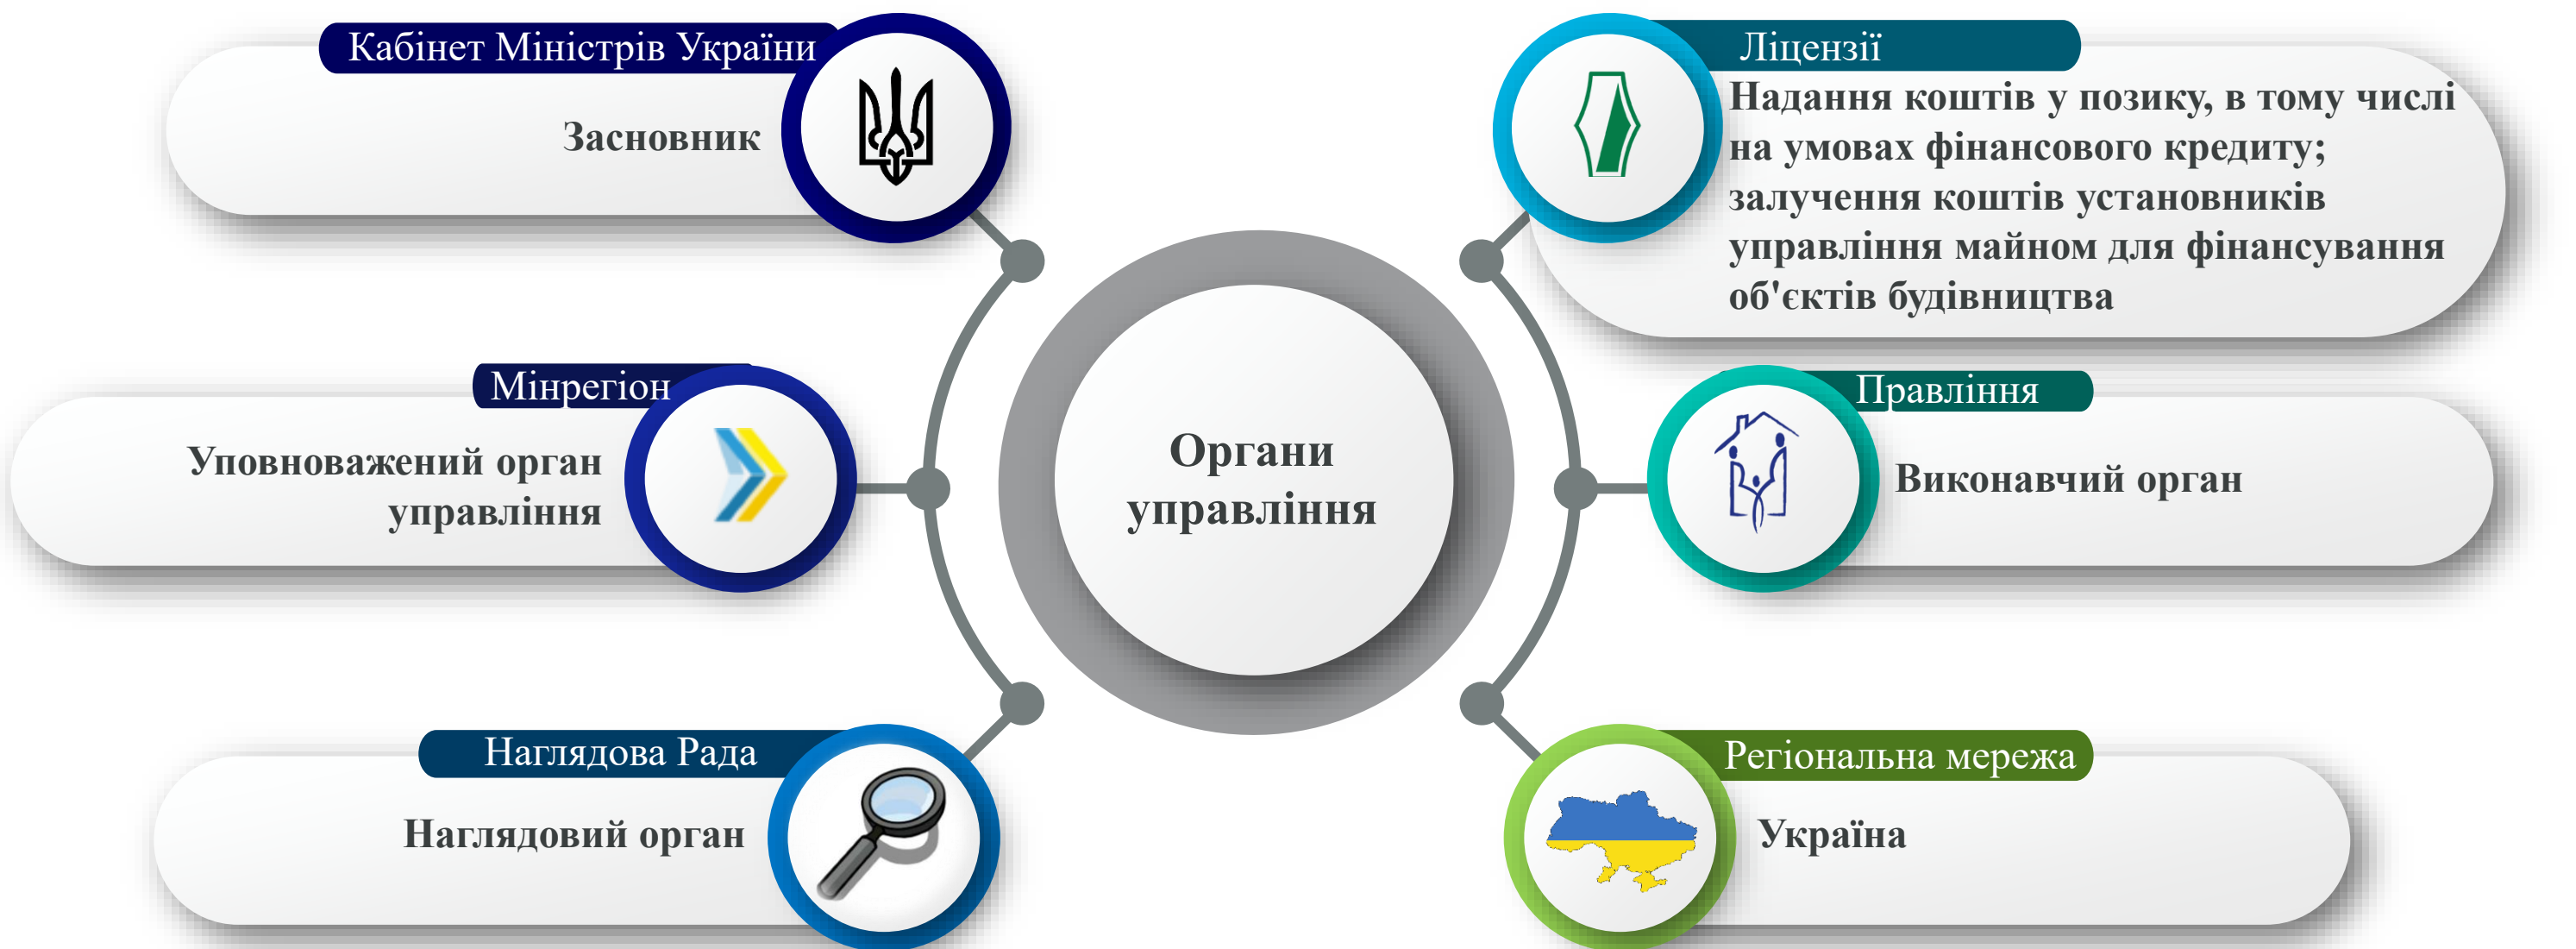 Кабінет Міністрів України
Засновник
Мінрегіон
Уповноважений орган
управління
Наглядова Рада
Наглядовий орган
Органи
управління
Ліцензії
Надання коштів у позику, в тому числі
на умовах фінансового кредиту;
залучення коштів установників
управління майном для фінансування
об'єктів будівництва
Правління
Виконавчий орган
Регіональна мережа
Україна